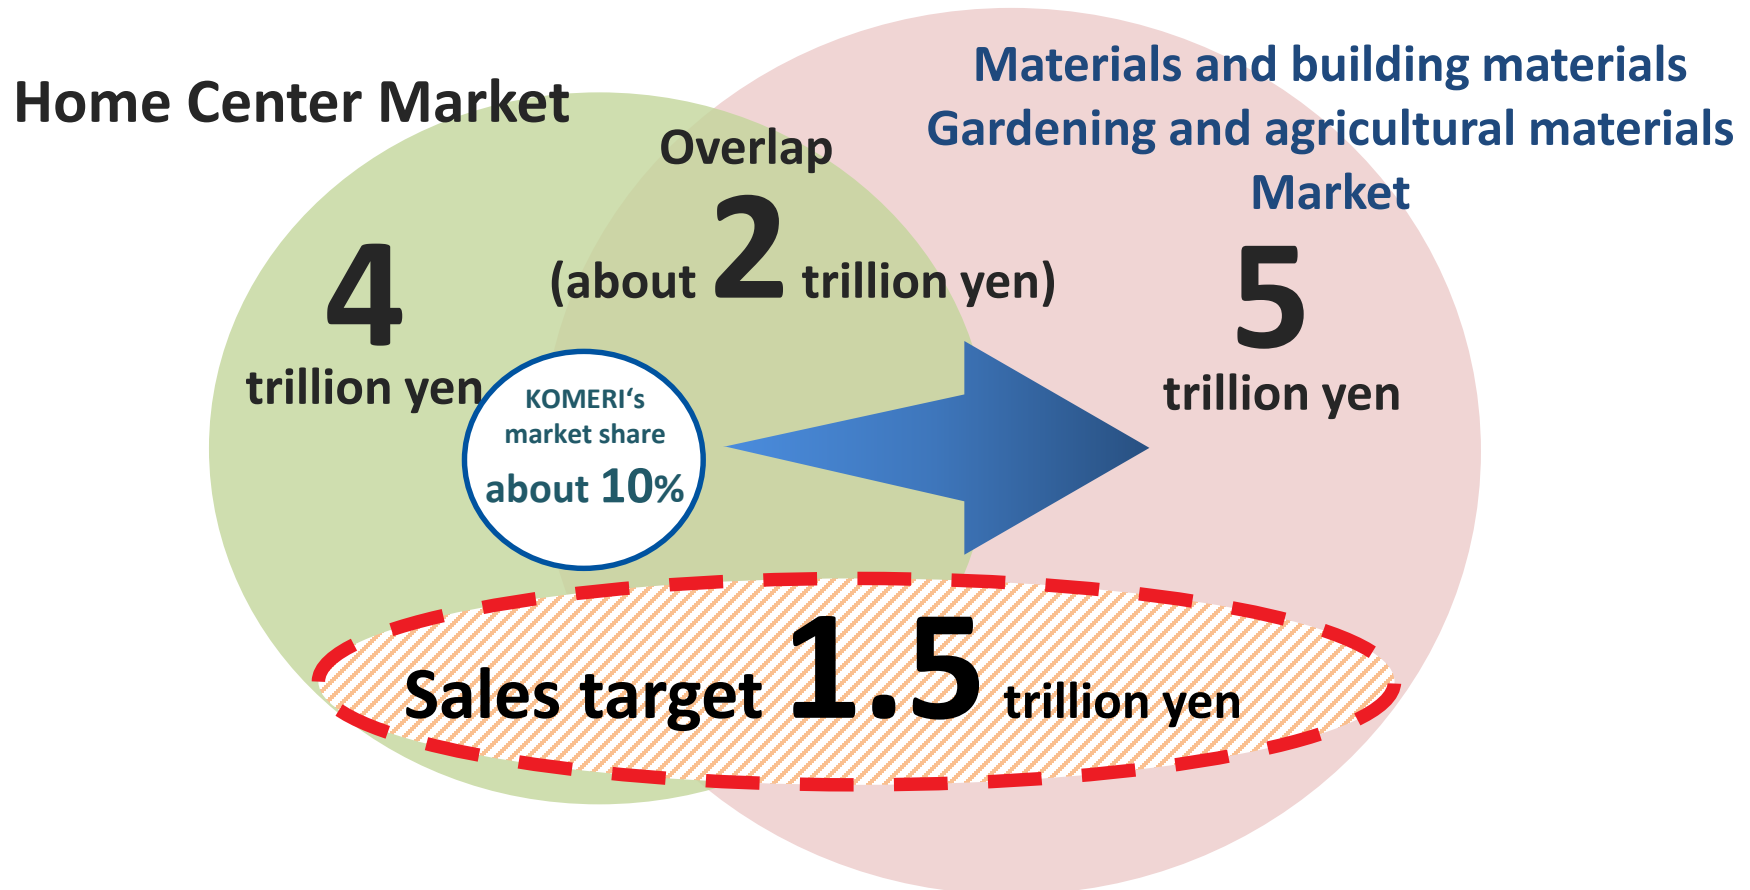 Home Center Market
4
trillion yen
Overlap
(about 2 trillion yen)
Materials and building materials
Gardening and agricultural materials
Market
5
trillion yen
KOMERI‘s
market share
about 10%
Sales target 1.5 trillion yen